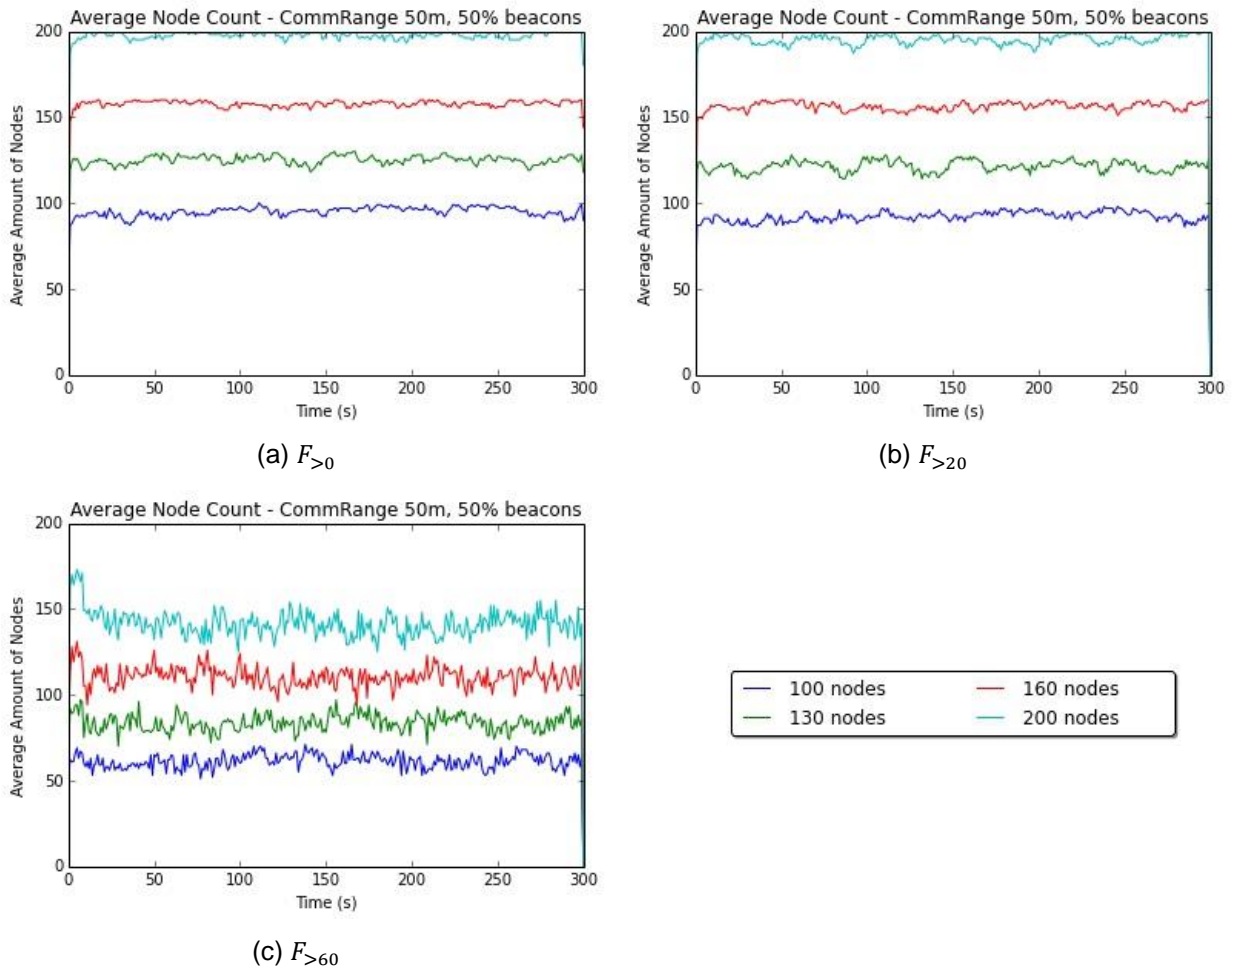 Average Node Count - CommRange 50m, 50% beacons
200
150
100
50
0
Average Amount of Nodes
0 50 100 150 200 250 300
Time (s)
(a) F>0
Average Node Count - CommRange 50m, 50% beacons
200
150
100
50
0
Average Amount of Nodes
0 50 100 150 200 250 300
Time (s)
(b) F>20
Average Node Count - CommRange 50m, 50% beacons
200
150
100
50
0
Average Amount of Nodes
0 50 100 150 200 250 300
Time (s)
(c) F>60
100 nodes 160 nodes
130 nodes 200 nodes